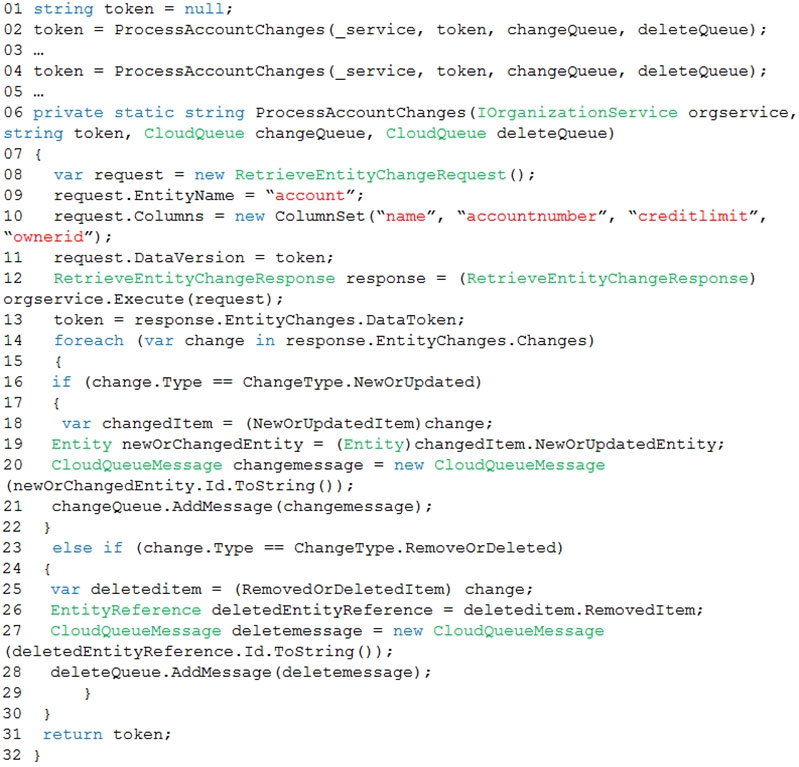 01 string token = null;
02 token = ProcessAccountChanges(_service, token, changeQueue, deleteQueue);
03 …
04 token = ProcessAccountChanges(_service, token, changeQueue, deleteQueue);
05 …
06 private static string ProcessAccountChanges(IOrganizationService orgservice,
string token, CloudQueue changeQueue, CloudQueue deleteQueue)
07 {
08   var request = new RetrieveEntityChangeRequest();
09   request.EntityName = “account”;
10   request.Columns = new ColumnSet(“name”, “accountnumber”, “creditlimit”,
“ownerid”);
11   request.DataVersion = token;
12   RetrieveEntityChangeResponse response = (RetrieveEntityChangeResponse)
orgservice.Execute(request);
13   token = response.EntityChanges.DataToken;
14   foreach (var change in response.EntityChanges.Changes)
15   {
16   if (change.Type == ChangeType.NewOrUpdated)
17   {
18    var changedItem = (NewOrUpdatedItem)change;
19   Entity newOrChangedEntity = (Entity)changedItem.NewOrUpdatedEntity;
20   CloudQueueMessage changemessage = new CloudQueueMessage
(newOrChangedEntity.Id.ToString());
21   changeQueue.AddMessage(changemessage);
22  }
23   else if (change.Type == ChangeType.RemoveOrDeleted)
24  {
25   var deleteditem = (RemovedOrDeletedItem) change;
26   EntityReference deletedEntityReference = deleteditem.RemovedItem;
27   CloudQueueMessage deletemessage = new CloudQueueMessage
(deletedEntityReference.Id.ToString());
28   deleteQueue.AddMessage(deletemessage);
29      }
30  }
31  return token;
32 }